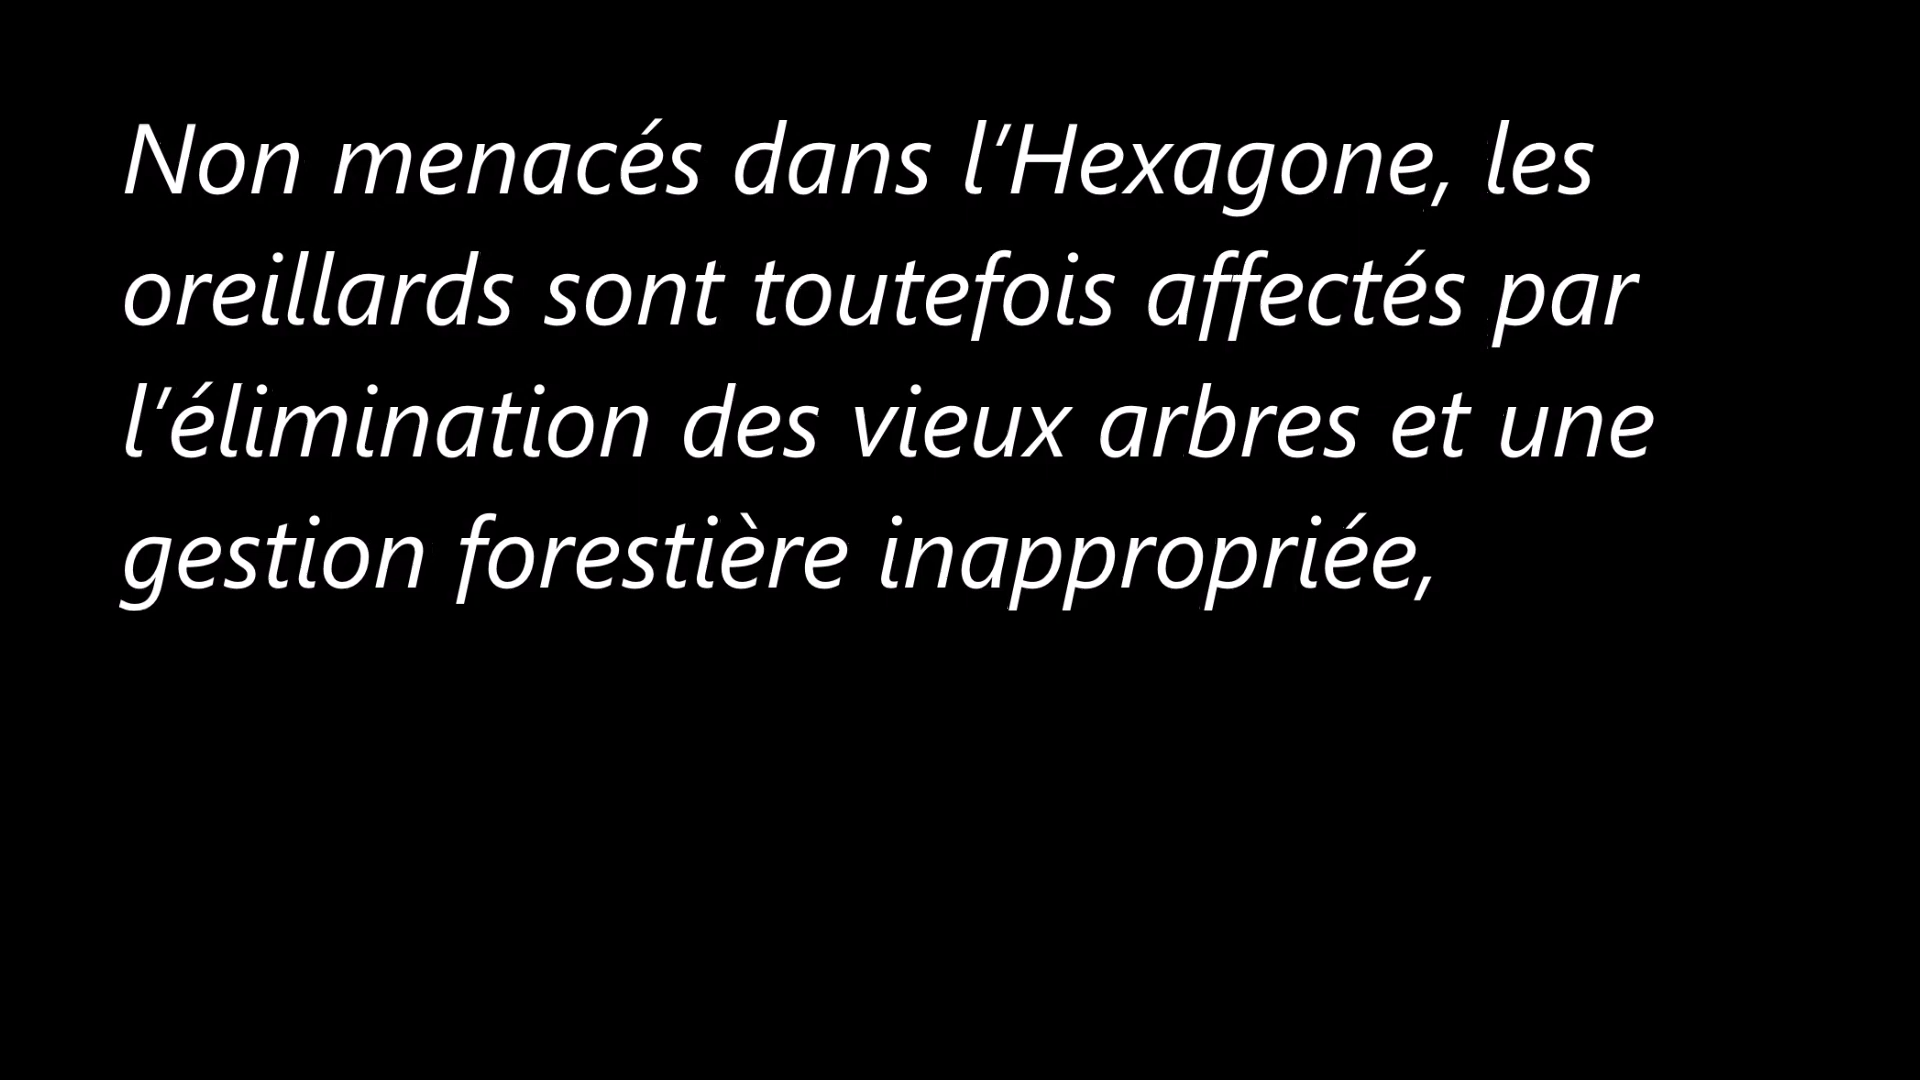 Non menacés dans l’Hexagone, les
oreillards sont toutefois affectés par
l’élimination des vieux arbres et une
gestion forestière inappropriée,